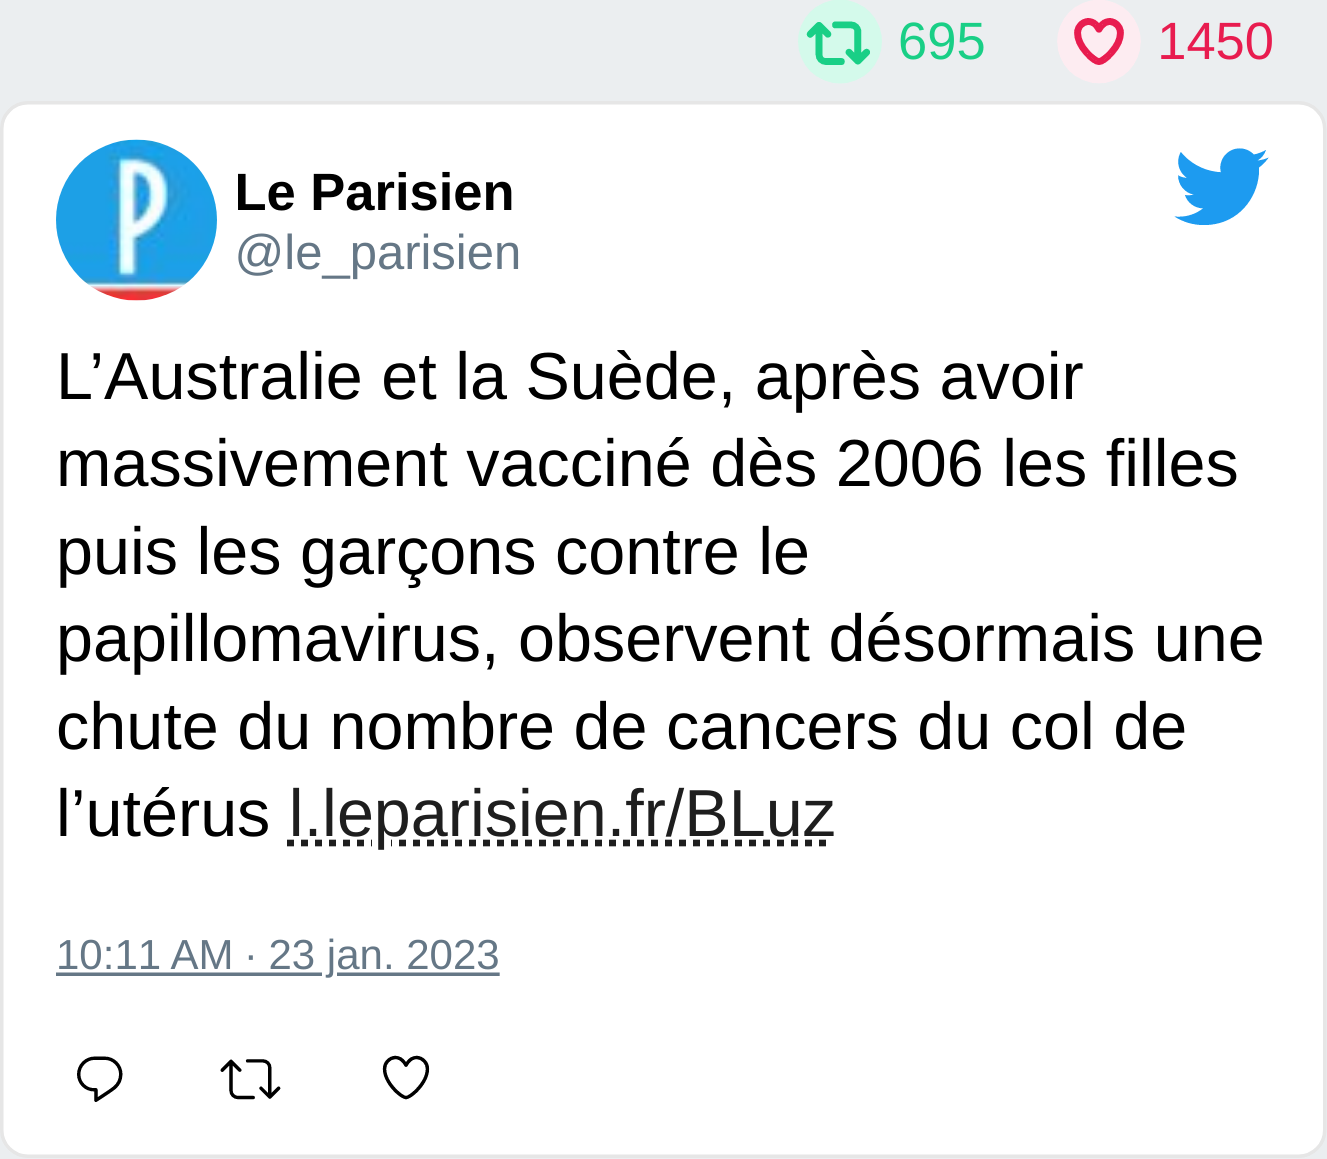 695 1450
Le Parisien
@le_parisien
L’Australie et la Suède, après avoir
massivement vacciné dès 2006 les filles
puis les garçons contre le
papillomavirus, observent désormais une
chute du nombre de cancers du col de
l’utérus l.leparisien.fr/BLuz
10:11 AM · 23 jan. 2023